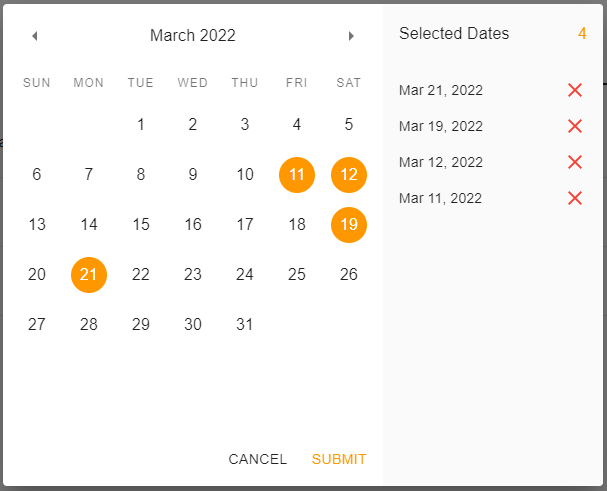 March 2022
SUN MON TUE WED THU FRI SAT
1 2 3 4 5
6 7 8 9 10 11 12
13 14 15 16 17 18 19
20 21 22 23 24 25 26
27 28 29 30 31
CANCEL SUBMIT
Selected Dates 4
Mar 21, 2022
Mar 19, 2022
Mar 12, 2022
Mar 11, 2022